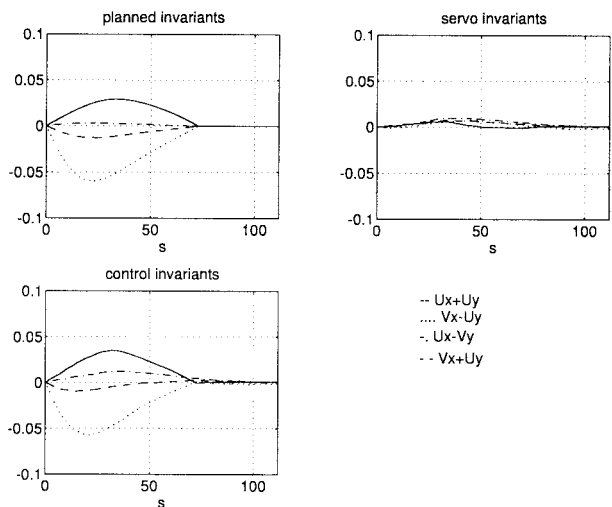 planned invariants
0.1
0.05
0
-0.05
-0.1
0
50
100
s
servo invariants
0.1
0.05
0
-0.05
-0.1
0
50
100
s
control invariants
0.1
0.05
0
-0.05
-0.1
0
50
100
s
-- Ux+Uy
.... Vx-Uy
-. Ux-Vy
- - Vx+Uy